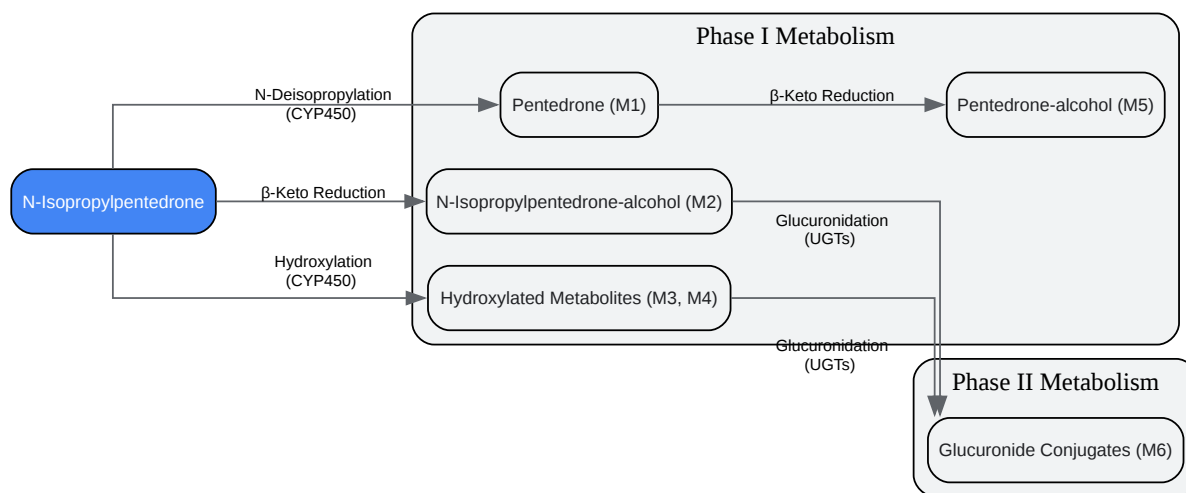 Phase I Metabolism
N-Deisopropylation
(CYP450)
Pentedrone (M1)
β-Keto Reduction
Pentedrone-alcohol (M5)
N-Isopropylpentedrone
β-Keto Reduction
N-Isopropylpentedrone-alcohol (M2)
Glucuronidation
(UGTs)
Hydroxylation
(CYP450)
Hydroxylated Metabolites (M3, M4)
Glucuronidation
(UGTs)
Phase II Metabolism
Glucuronide Conjugates (M6)